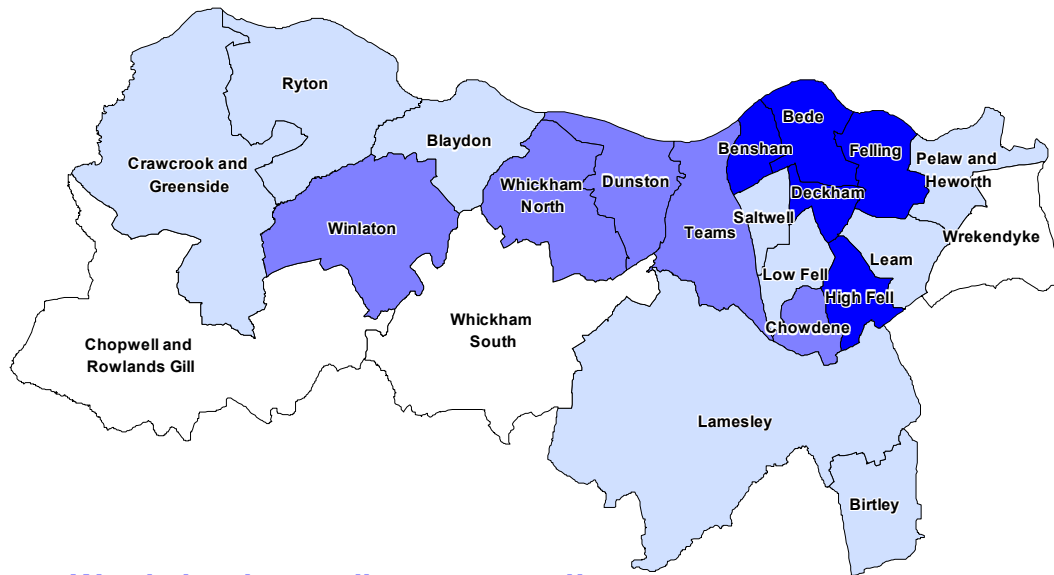 Ryton
Bede
Blaydon
Bensham
Felling
Crawcrook and
Greenside
Pelaw and
Heworth
Whickham
North
Dunston
Deckham
Saltwell
Winlaton
Teams
Wrekendyke
Leam
Low Fell
High Fell
Whickham
South
Chowdene
Chopwell and
Rowlands Gill
Lamesley
Birtley